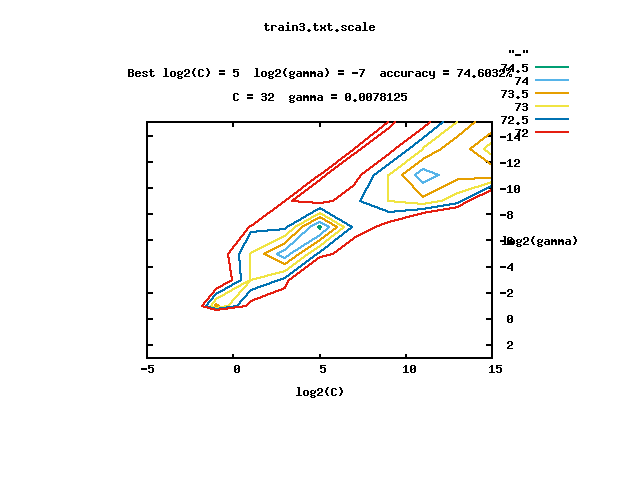 train3.txt.scale
"-"
Best log2(C) = 5 log2(gamma) = -7 accuracy = 74.6032%
74.5
74
C = 32 gamma = 0.0078125
73.5
73
72.5
72
-14
-12
-10
-8
-6
log2(gamma)
-4
-2
0
2
-5 0 5 10 15
log2(C)